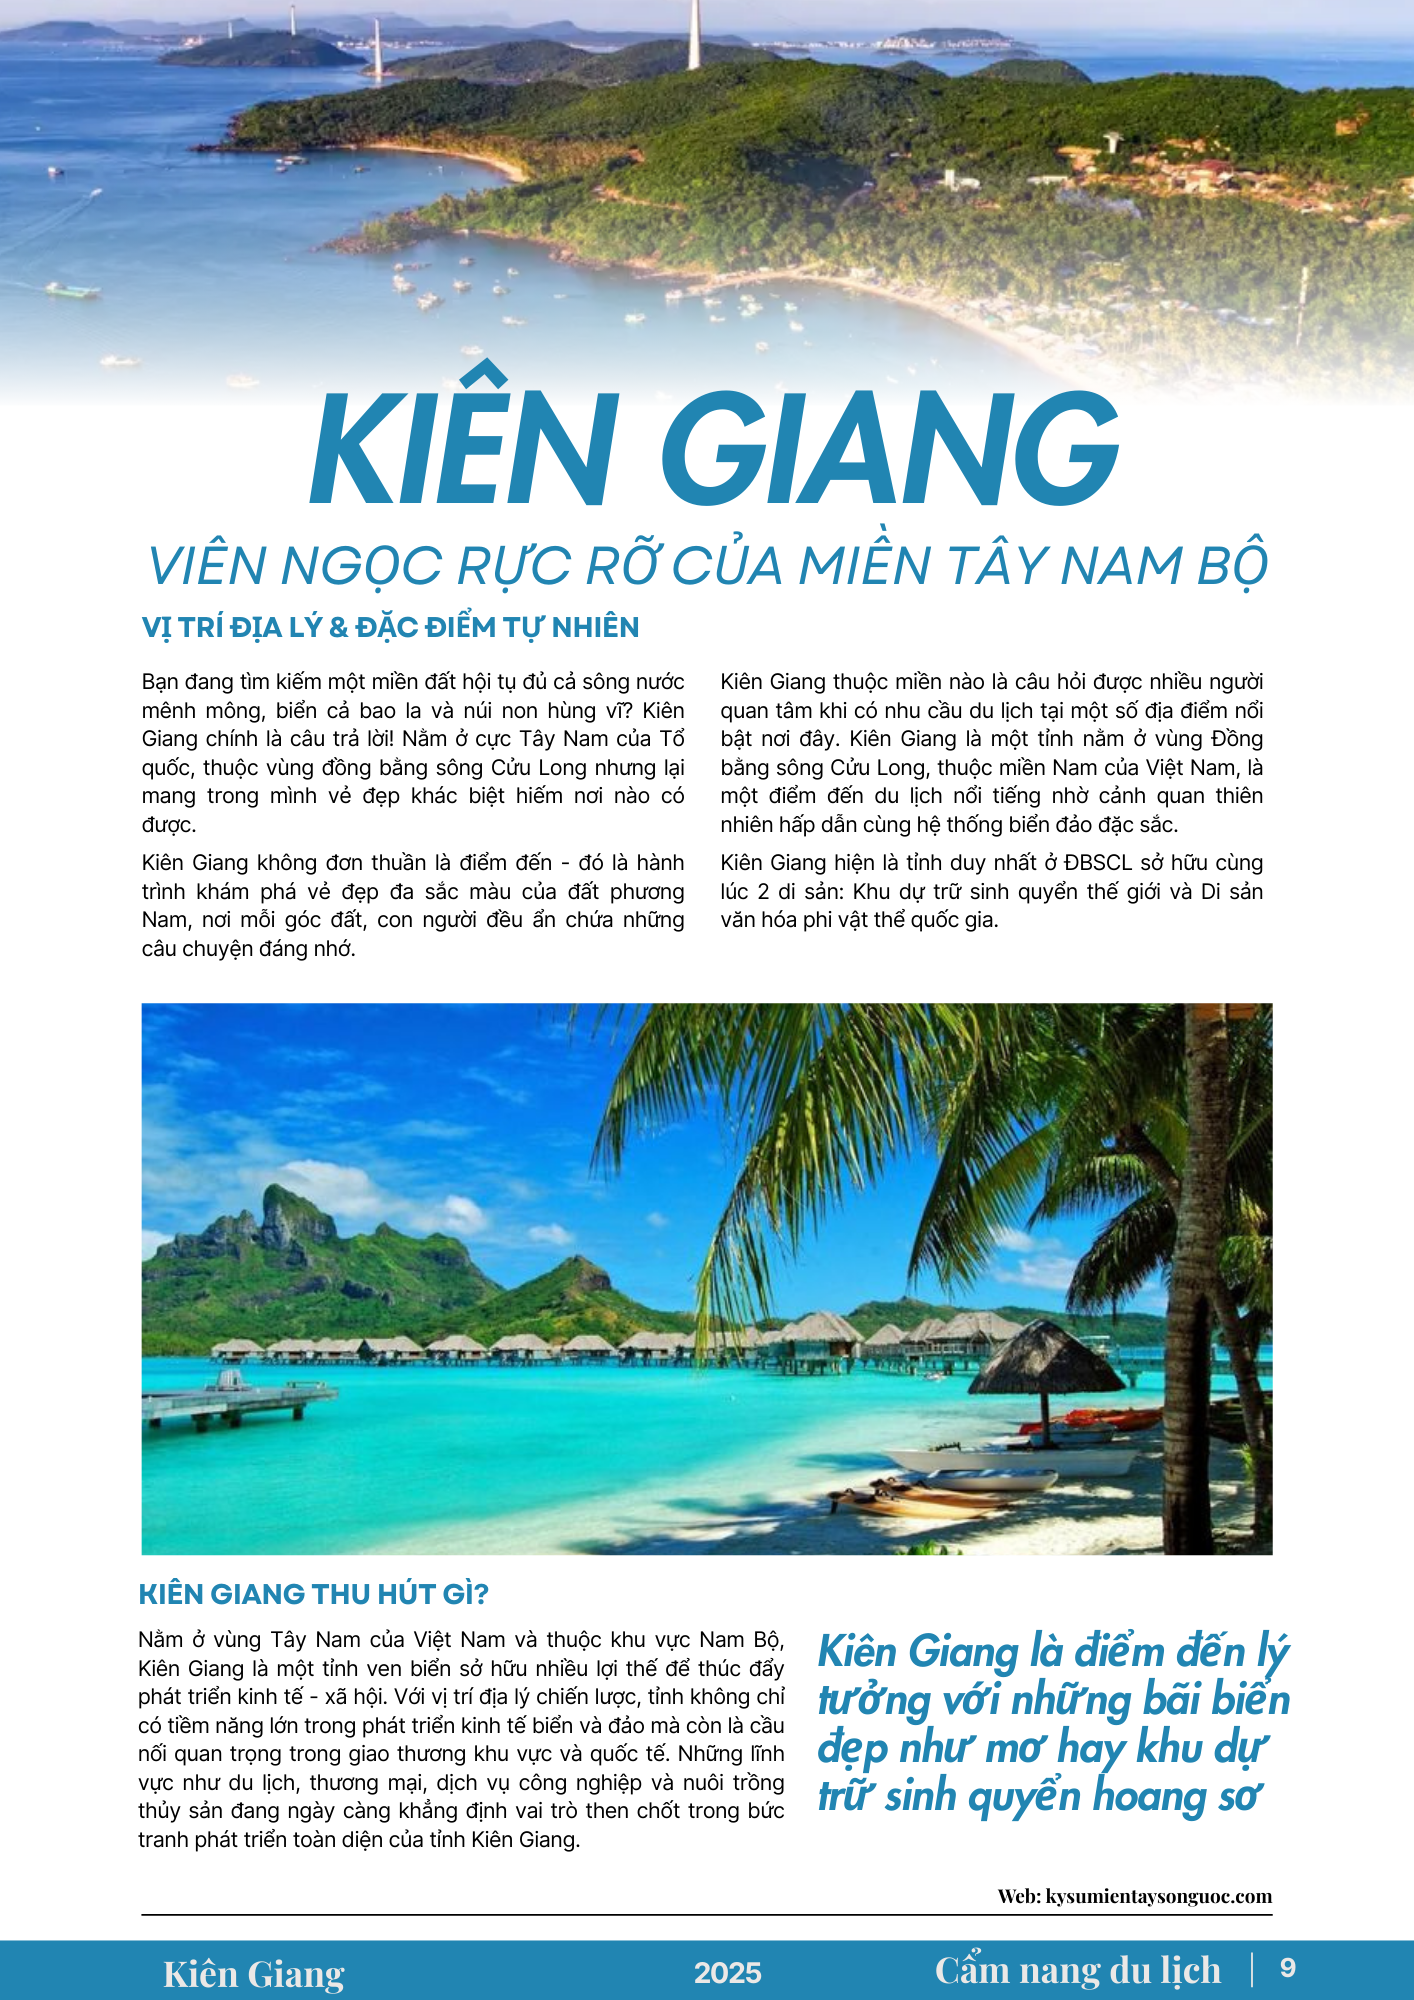 KIÊN GIANG
VIÊN NGỌC RỰC RỠ CỦA MIỀN TÂY NAM BỘ
VỊ TRÍ ĐỊA LÝ & ĐẶC ĐIỂM TỰ NHIÊN
Bạn đang tìm kiếm một miền đất hội tụ đủ cả sông nước
mênh mông, biển cả bao la và núi non hùng vĩ? Kiên
Giang chính là câu trả lời! Nằm ở cực Tây Nam của Tổ
quốc, thuộc vùng đồng bằng sông Cửu Long nhưng lại
mang trong mình vẻ đẹp khác biệt hiếm nơi nào có
được.
Kiên Giang không đơn thuần là điểm đến - đó là hành
trình khám phá vẻ đẹp đa sắc màu của đất phương
Nam, nơi mỗi góc đất, con người đều ẩn chứa những
câu chuyện đáng nhớ.
Kiên Giang thuộc miền nào là câu hỏi được nhiều người
quan tâm khi có nhu cầu du lịch tại một số địa điểm nổi
bật nơi đây. Kiên Giang là một tỉnh nằm ở vùng Đồng
bằng sông Cửu Long, thuộc miền Nam của Việt Nam, là
một điểm đến du lịch nổi tiếng nhờ cảnh quan thiên
nhiên hấp dẫn cùng hệ thống biển đảo đặc sắc.
Kiên Giang hiện là tỉnh duy nhất ở ĐBSCL sở hữu cùng
lúc 2 di sản: Khu dự trữ sinh quyển thế giới và Di sản
văn hóa phi vật thể quốc gia.
KIÊN GIANG THU HÚT GÌ?
Nằm ở vùng Tây Nam của Việt Nam và thuộc khu vực Nam Bộ,
Kiên Giang là một tỉnh ven biển sở hữu nhiều lợi thế để thúc đẩy
phát triển kinh tế - xã hội. Với vị trí địa lý chiến lược, tỉnh không chỉ
có tiềm năng lớn trong phát triển kinh tế biển và đảo mà còn là cầu
nối quan trọng trong giao thương khu vực và quốc tế. Những lĩnh
vực như du lịch, thương mại, dịch vụ công nghiệp và nuôi trồng
thủy sản đang ngày càng khẳng định vai trò then chốt trong bức
tranh phát triển toàn diện của tỉnh Kiên Giang.
Kiên Giang là điểm đến lý
tưởng với những bãi biển
đẹp như mơ hay khu dự
trữ sinh quyển hoang sơ
Web: kysumientaysonguoc.com
Kiên Giang
2025
Cẩm nang du lịch | 9